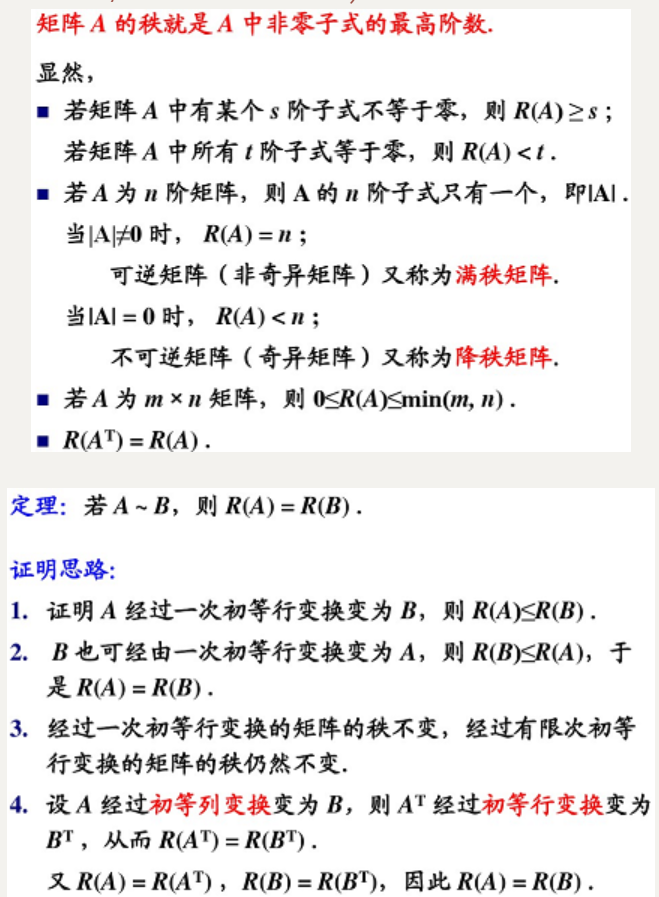 矩阵 A 的秩就是 A 中非零子式的最高阶数.
显然，
■ 若矩阵 A 中有某个 s 阶子式不等于零，则 R(A)≥s；
若矩阵 A 中所有 t 阶子式等于零，则 R(A)<t．
■ 若 A 为 n 阶矩阵，则 A 的 n 阶子式只有一个，即|A|．
当|A|≠0 时， R(A) = n；
可逆矩阵（非奇异矩阵）又称为满秩矩阵.
当|A| = 0 时， R(A) < n；
不可逆矩阵（奇异矩阵）又称为降秩矩阵.
■ 若 A 为 m × n 矩阵，则 0≤R(A)≤min(m, n)．
■ R(Aᵀ) = R(A)．
定理：若 A ~ B，则 R(A) = R(B)．
证明思路：
1. 证明 A 经过一次初等行变换变为 B，则 R(A)≤R(B)．
2. B 也可经由一次初等行变换变为 A，则 R(B)≤R(A)，于
是 R(A) = R(B)．
3. 经过一次初等行变换的矩阵的秩不变，经过有限次初等
行变换的矩阵的秩仍然不变.
4. 设 A 经过初等列变换变为 B，则 Aᵀ 经过初等行变换变为
Bᵀ，从而 R(Aᵀ) = R(Bᵀ)．
又 R(A) = R(Aᵀ)，R(B) = R(Bᵀ)，因此 R(A) = R(B)．